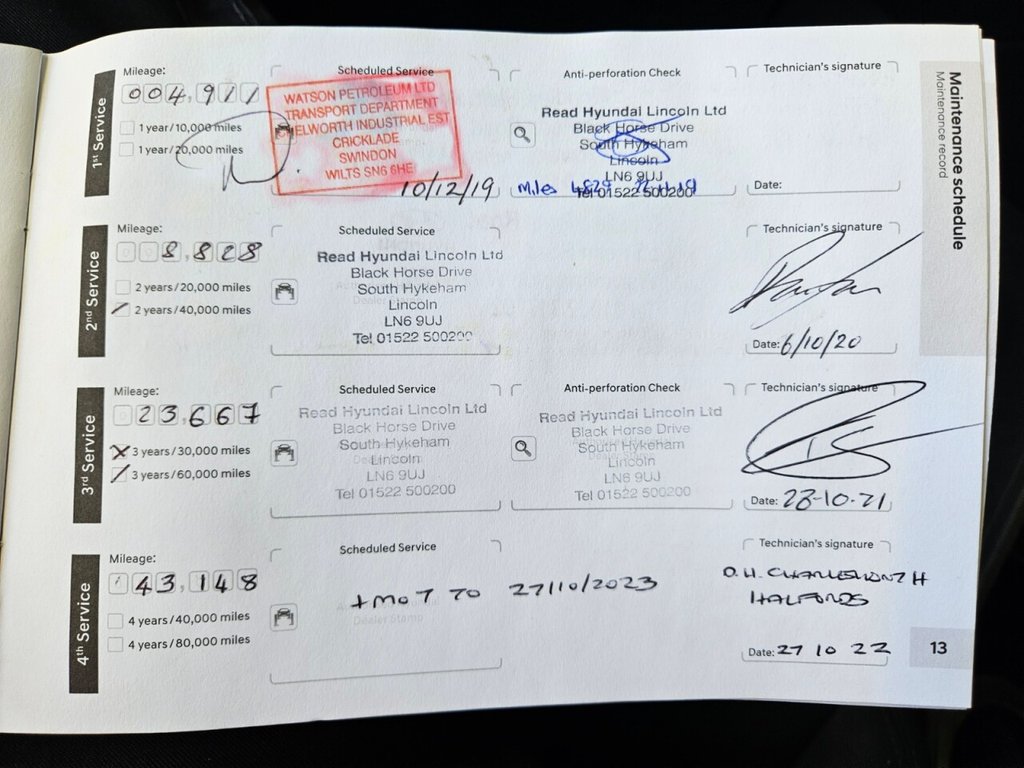 Maintenance schedule
Maintenance record
1st Service
Mileage:
004,911
1 year/10,000 miles
1 year/20,000 miles
Scheduled Service
WATSON PETROLEUM LTD
TRANSPORT DEPARTMENT
ELWORTH INDUSTRIAL EST
CRICKLADE
SWINDON
WILTS SN6 6HE
10/12/19
Anti-perforation Check
Read Hyundai Lincoln Ltd
Black Horse Drive
South Hykeham
Lincoln
LN6 9UJ
Tel 01522 500200
Miles
Technician's signature
Date:
2nd Service
Mileage:
8,828
2 years/20,000 miles
2 years/40,000 miles
Scheduled Service
Read Hyundai Lincoln Ltd
Black Horse Drive
South Hykeham
Lincoln
LN6 9UJ
Tel 01522 500200
Technician's signature
Date: 6/10/20
3rd Service
Mileage:
23,667
3 years/30,000 miles
3 years/60,000 miles
Scheduled Service
Read Hyundai Lincoln Ltd
Black Horse Drive
South Hykeham
Lincoln
LN6 9UJ
Tel 01522 500200
Anti-perforation Check
Read Hyundai Lincoln Ltd
Black Horse Drive
South Hykeham
Lincoln
LN6 9UJ
Tel 01522 500200
Technician's signature
Date: 28-10-21
4th Service
Mileage:
43,148
4 years/40,000 miles
4 years/80,000 miles
Scheduled Service
+ MOT TO 27/10/2023
Dealer Stamp
Technician's signature
O.H. CHARLESWORTH
HALFORDS
Date: 27 10 22
13